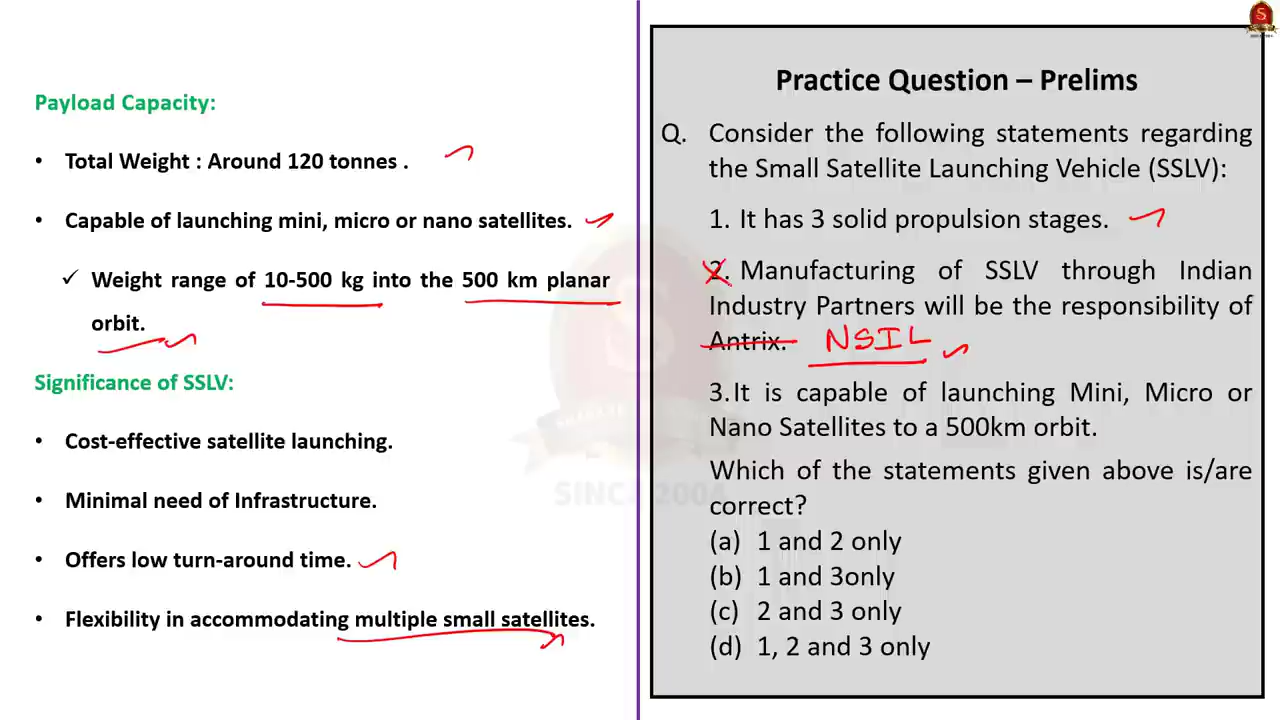 Payload Capacity:
• Total Weight : Around 120 tonnes .
• Capable of launching mini, micro or nano satellites.
✓ Weight range of 10-500 kg into the 500 km planar
orbit.
Significance of SSLV:
• Cost-effective satellite launching.
• Minimal need of Infrastructure.
• Offers low turn-around time.
• Flexibility in accommodating multiple small satellites.
Practice Question – Prelims
Q. Consider the following statements regarding
the Small Satellite Launching Vehicle (SSLV):
1. It has 3 solid propulsion stages.
2. Manufacturing of SSLV through Indian
Industry Partners will be the responsibility of
Antrix. NSIL
3.It is capable of launching Mini, Micro or
Nano Satellites to a 500km orbit.
Which of the statements given above is/are
correct?
(a) 1 and 2 only
(b) 1 and 3only
(c) 2 and 3 only
(d) 1, 2 and 3 only